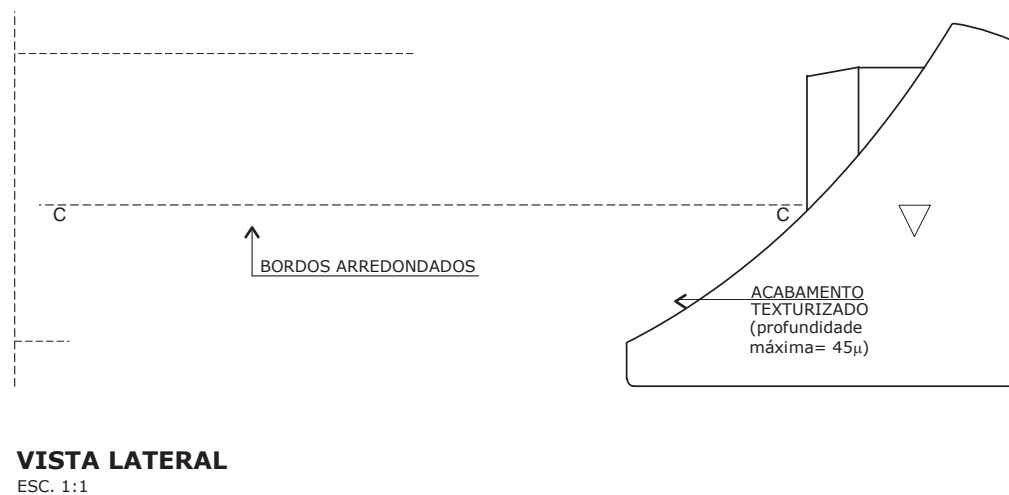 C
C
BORDOS ARREDONDADOS
ACABAMENTO
TEXTURIZADO
(profundidade
máxima= 45µ)
VISTA LATERAL
ESC. 1:1